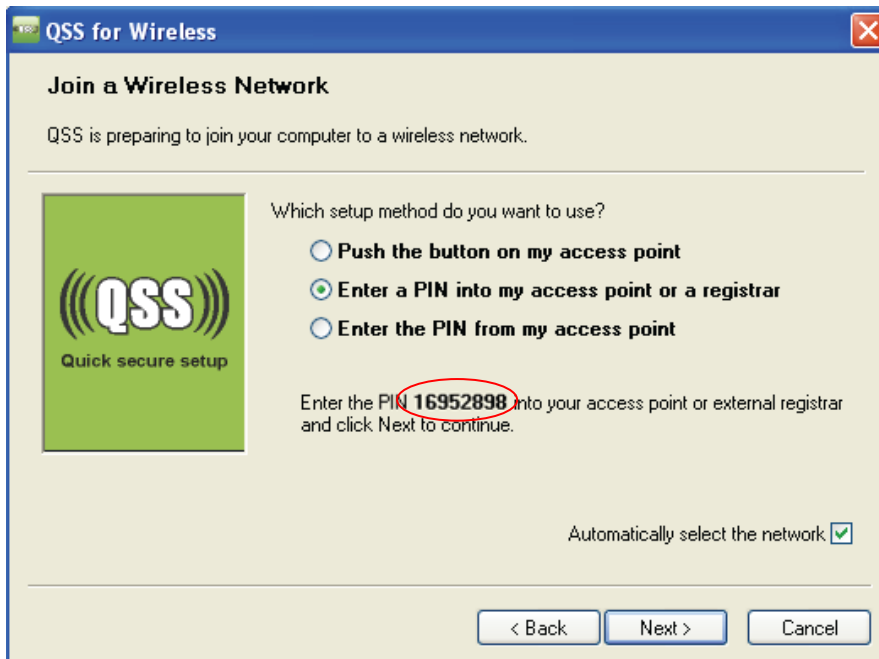 QSS for Wireless
Join a Wireless Network
QSS is preparing to join your computer to a wireless network.
Which setup method do you want to use?
Push the button on my access point
Enter a PIN into my access point or a registrar
Enter the PIN from my access point
(((QSS)))
Quick secure setup
Enter the PIN 16952898 into your access point or external registrar
and click Next to continue.
Automatically select the network
< Back
Next >
Cancel